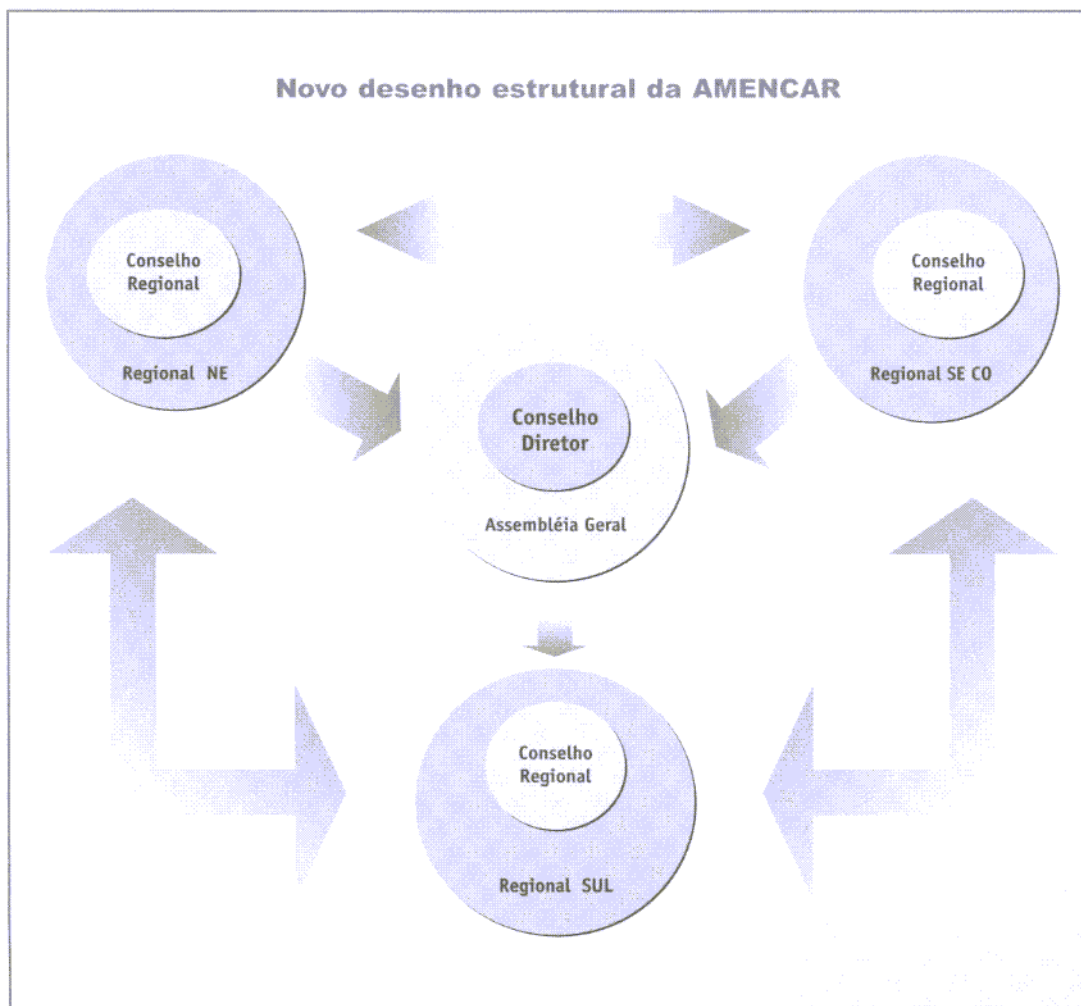 Novo desenho estrutural da AMENCAR
Conselho
Regional
Regional NE
Conselho
Regional
Regional SE CO
Conselho
Diretor
Assembléia Geral
Conselho
Regional
Regional SUL